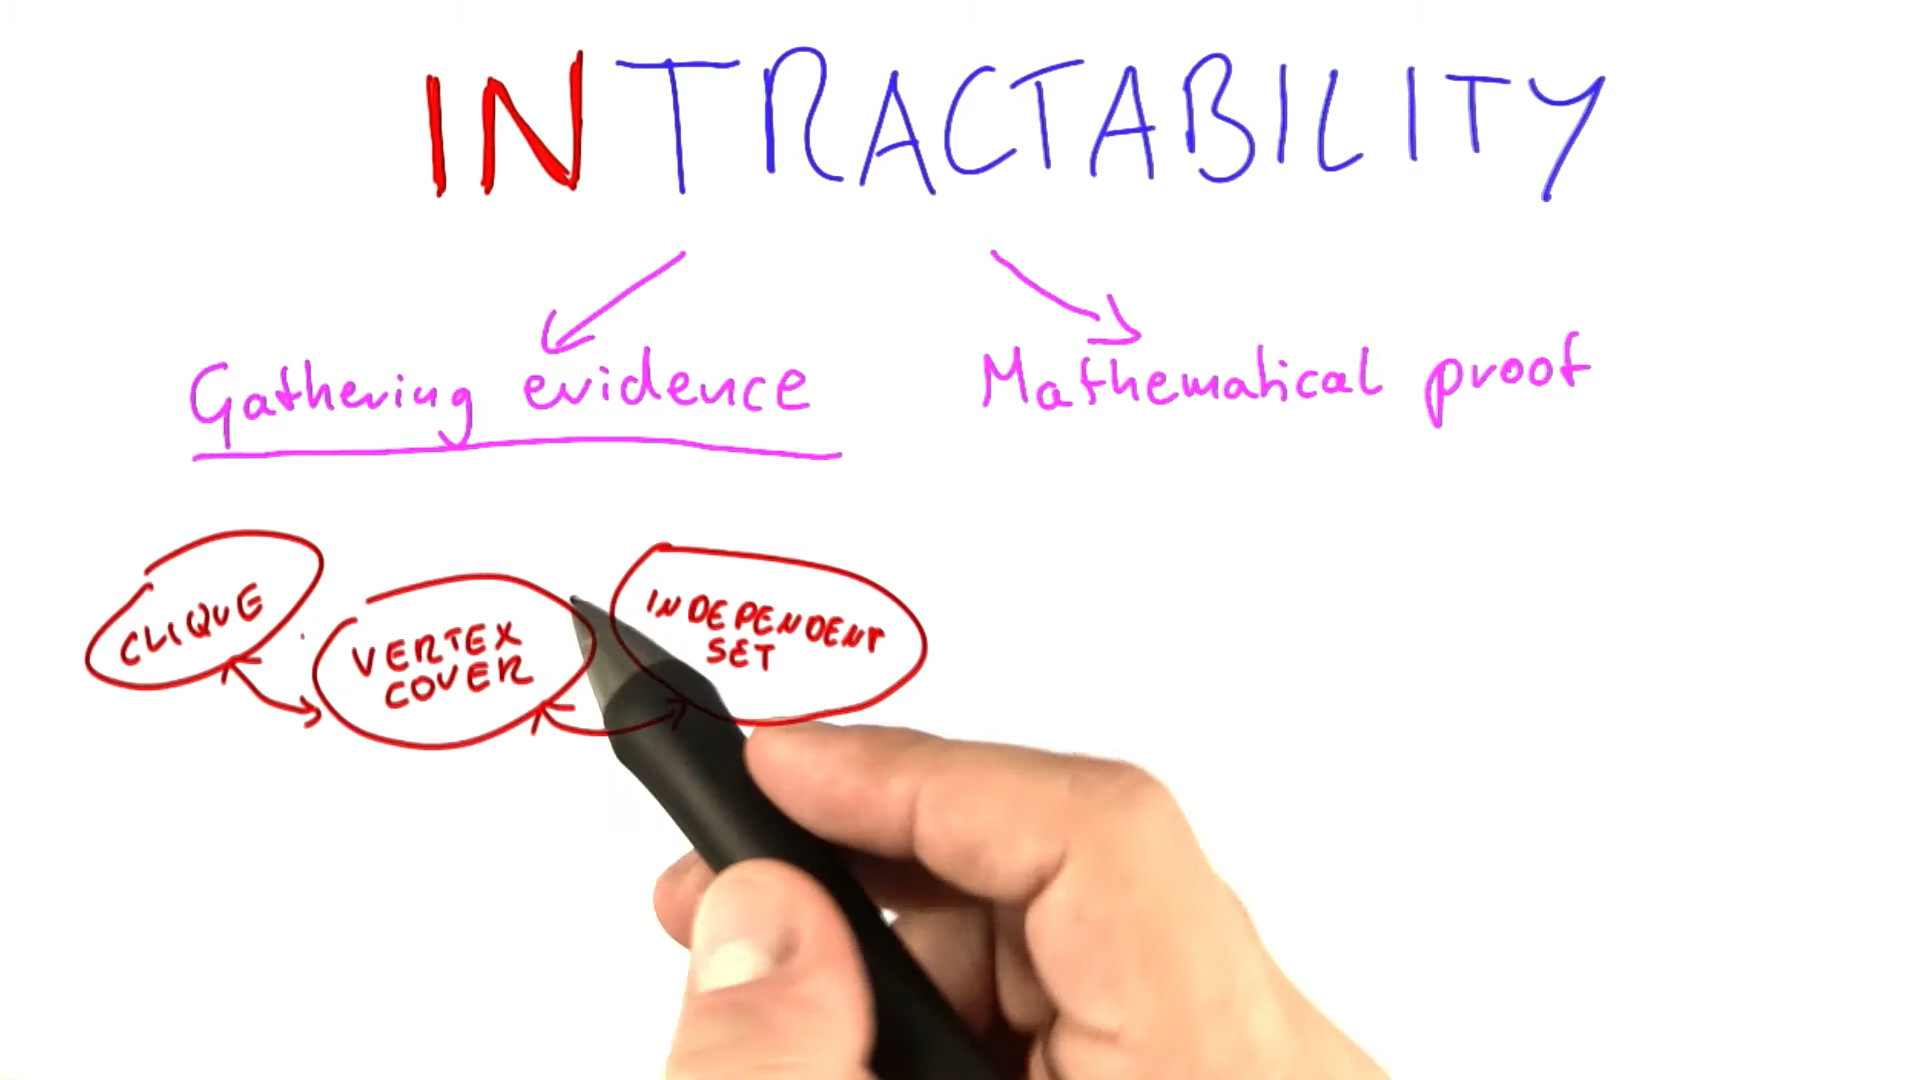 INTRACTABILITY
Gathering evidence
Mathematical proof
CLIQUE
VERTEX
COVER
INDEPENDENT
SET